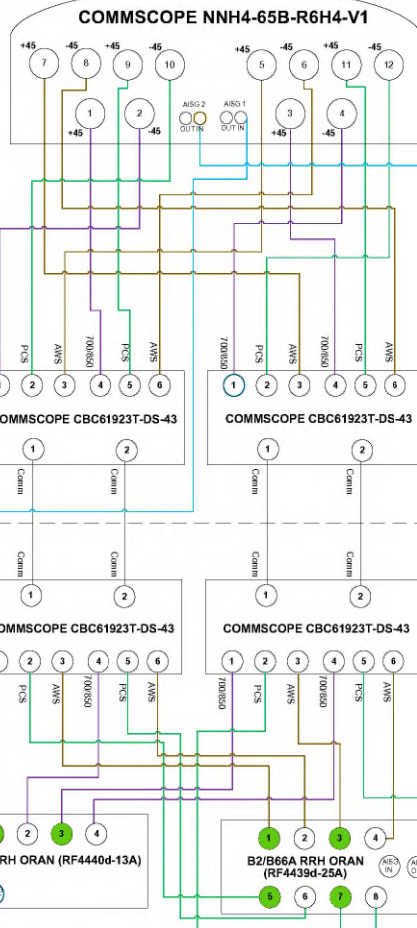 COMMSCOPE NNH4-65B-R6H4-V1
+45 -45 +45 -45 +45 -45 +45 -45
7 8 9 10 5 6 11 12
AISG 2 AISG 1
1 2 3 4
OUT IN OUT IN
+45 -45 +45 -45
PCS AWS 700/850 PCS AWS 700/850 PCS AWS 700/850 PCS AWS
2 3 4 5 6 1 2 3 4 5 6
OMMSCOPE CBC61923T-DS-43 COMMSCOPE CBC61923T-DS-43
1 2 1 2
Comm Comm Comm Comm
Comm Comm Comm Comm
1 2 1 2
OMMSCOPE CBC61923T-DS-43 COMMSCOPE CBC61923T-DS-43
2 3 4 5 6 1 2 3 4 5 6
PCS AWS 700/850 PCS AWS 700/850 PCS AWS 700/850 PCS AWS
2 3 4 1 2 3 4
RH ORAN (RF4440d-13A) B2/B66A RRH ORAN
(RF4439d-25A)
AISG
IN
5 6 7 8